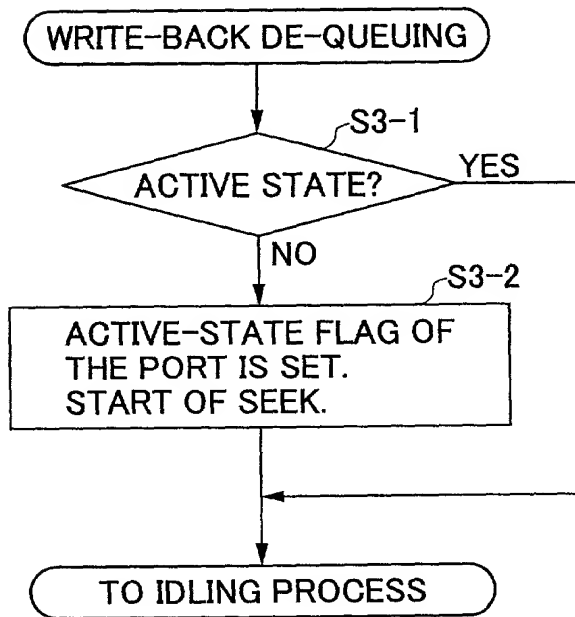 WRITE-BACK DE-QUEUING
S3-1
ACTIVE STATE?
YES
NO
S3-2
ACTIVE-STATE FLAG OF
THE PORT IS SET.
START OF SEEK.
TO IDLING PROCESS